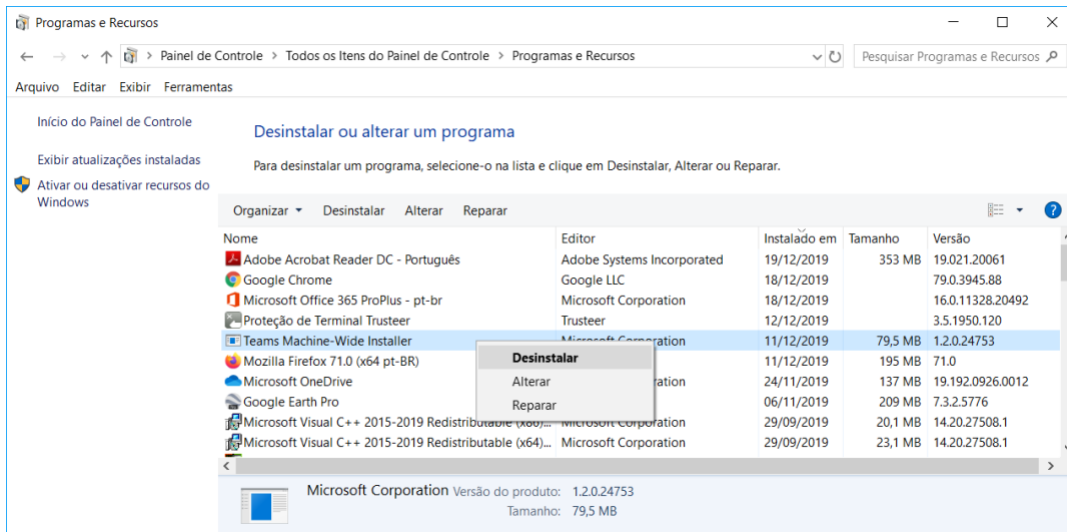 Programas e Recursos
Painel de Controle > Todos os Itens do Painel de Controle > Programas e Recursos
Pesquisar Programas e Recursos
Arquivo Editar Exibir Ferramentas
Início do Painel de Controle
Exibir atualizações instaladas
Ativar ou desativar recursos do
Windows
Desinstalar ou alterar um programa
Para desinstalar um programa, selecione-o na lista e clique em Desinstalar, Alterar ou Reparar.
Organizar Desinstalar Alterar Reparar
Nome Editor Instalado em Tamanho Versão
Adobe Acrobat Reader DC - Português Adobe Systems Incorporated 19/12/2019 353 MB 19.021.20061
Google Chrome Google LLC 18/12/2019 79.0.3945.88
Microsoft Office 365 ProPlus - pt-br Microsoft Corporation 18/12/2019 16.0.11328.20492
Proteção de Terminal Trusteer Trusteer 12/12/2019 3.5.1950.120
Teams Machine-Wide Installer Microsoft Corporation 11/12/2019 79,5 MB 1.2.0.24753
Mozilla Firefox 71.0 (x64 pt-BR) 11/12/2019 195 MB 71.0
Microsoft OneDrive ration 24/11/2019 137 MB 19.192.0926.0012
Google Earth Pro 06/11/2019 209 MB 7.3.2.5776
Microsoft Visual C++ 2015-2019 Redistributable (x86)... Microsoft Corporation 29/09/2019 20,1 MB 14.20.27508.1
Microsoft Visual C++ 2015-2019 Redistributable (x64)... Microsoft Corporation 29/09/2019 23,1 MB 14.20.27508.1
Desinstalar
Alterar
Reparar
Microsoft Corporation Versão do produto: 1.2.0.24753
Tamanho: 79,5 MB